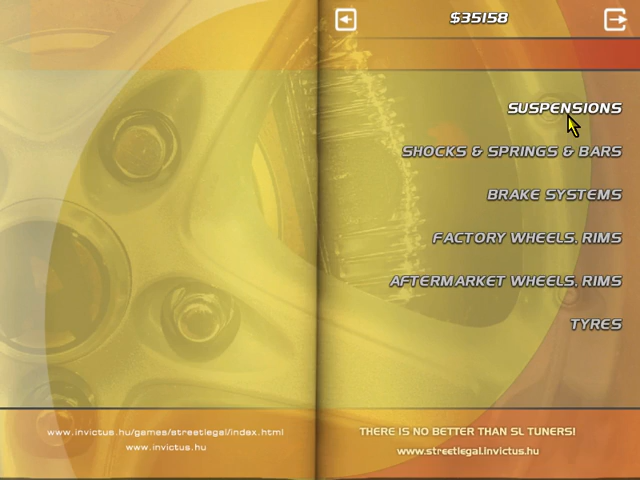 $35158
SUSPENSIONS
SHOCKS & SPRINGS & BARS
BRAKE SYSTEMS
FACTORY WHEELS, RIMS
AFTERMARKET WHEELS, RIMS
TYRES
www.invictus.hu/games/streetlegal/index.html
www.invictus.hu
THERE IS NO BETTER THAN SL TUNERS!
www.streetlegal.invictus.hu